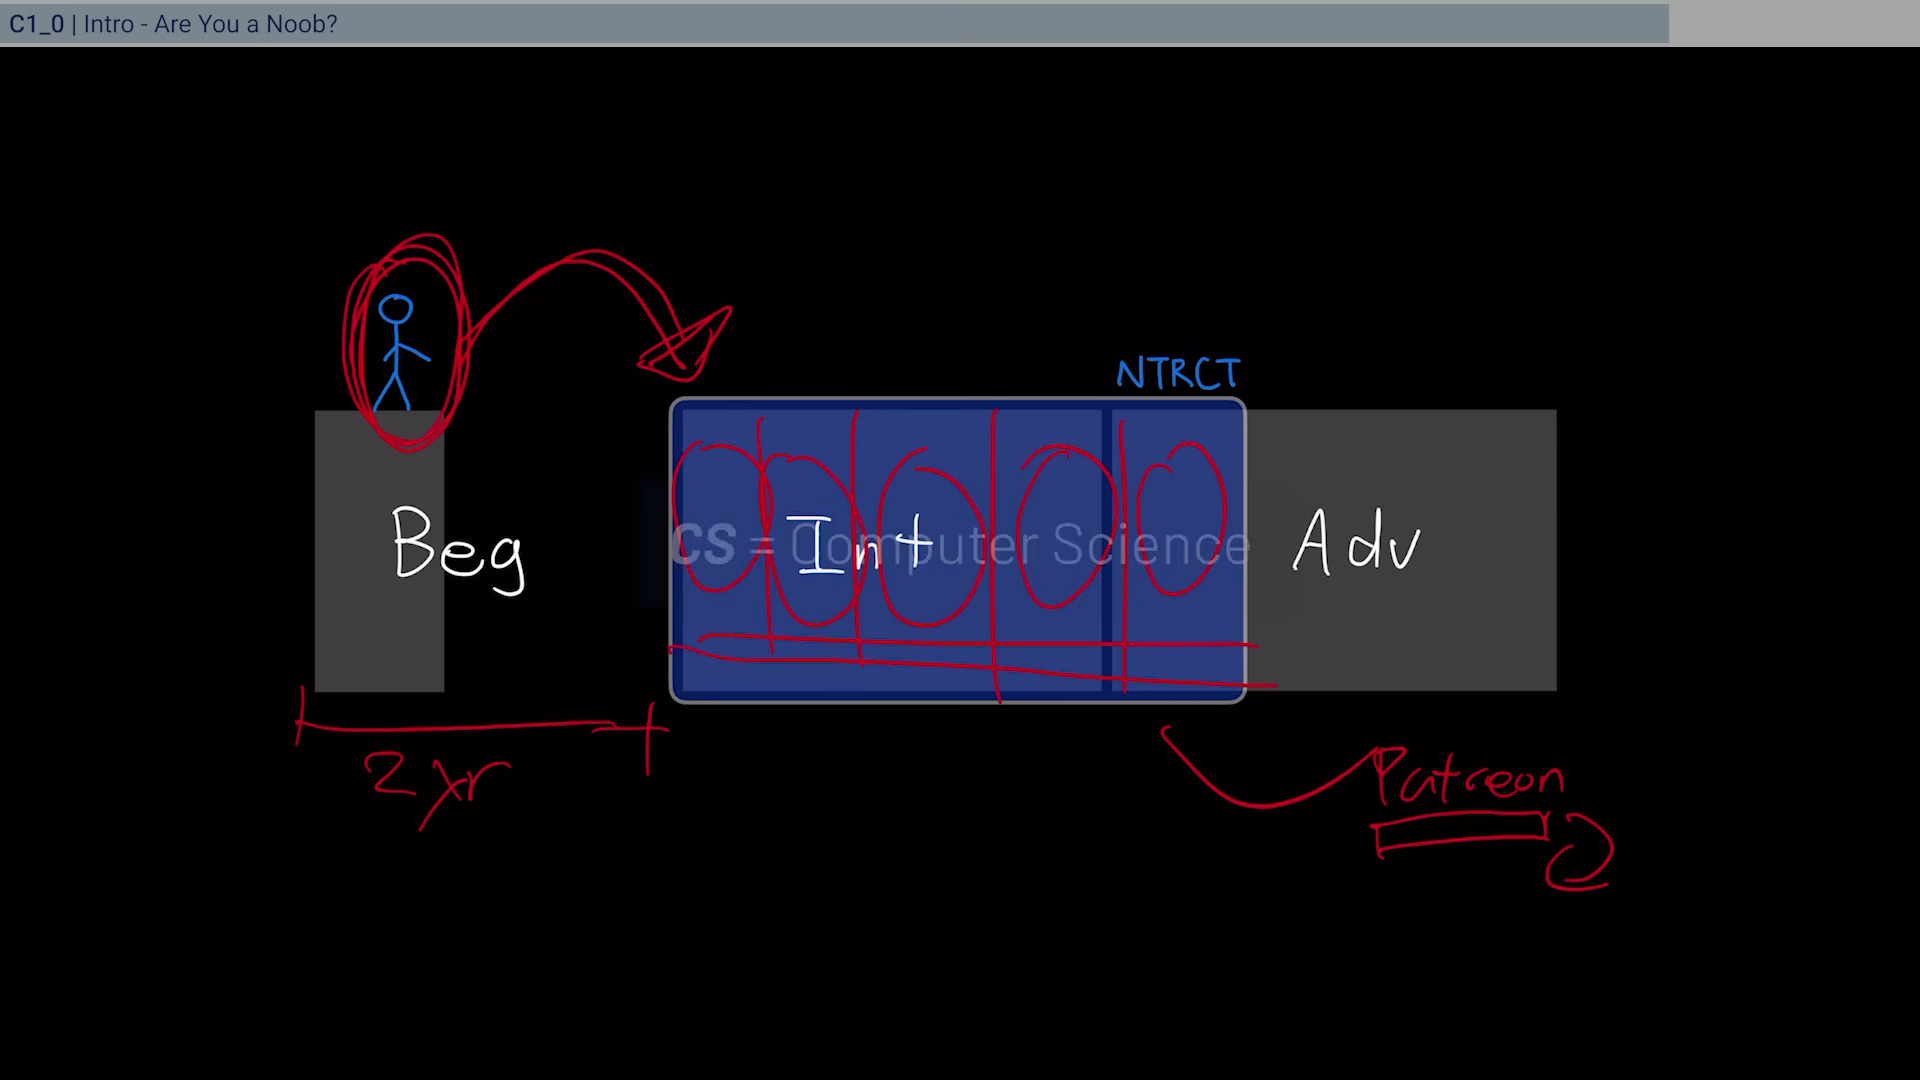 C1_0 | Intro - Are You a Noob?
NTRCT
Beg
Int
Adv
CS = Computer Science
2 yr
Patreon